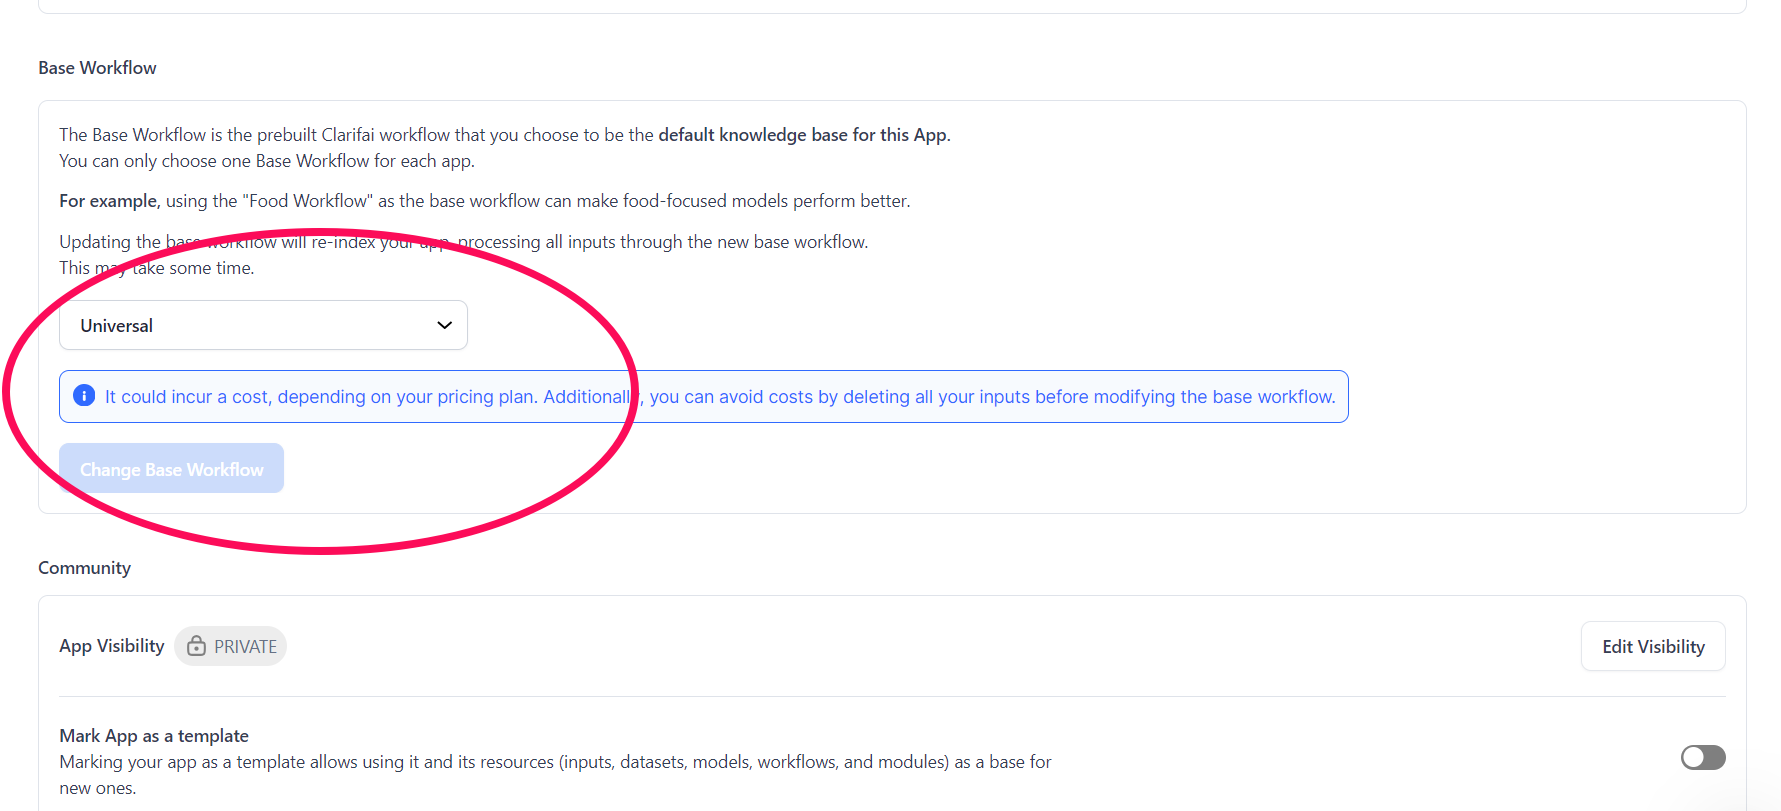 Base Workflow
The Base Workflow is the prebuilt Clarifai workflow that you choose to be the default knowledge base for this App.
You can only choose one Base Workflow for each app.
For example, using the "Food Workflow" as the base workflow can make food-focused models perform better.
Updating the base workflow will re-index your app, processing all inputs through the new base workflow.
This may take some time.
Universal
It could incur a cost, depending on your pricing plan. Additionally, you can avoid costs by deleting all your inputs before modifying the base workflow.
Change Base Workflow
Community
App Visibility PRIVATE Edit Visibility
Mark App as a template
Marking your app as a template allows using it and its resources (inputs, datasets, models, workflows, and modules) as a base for
new ones.